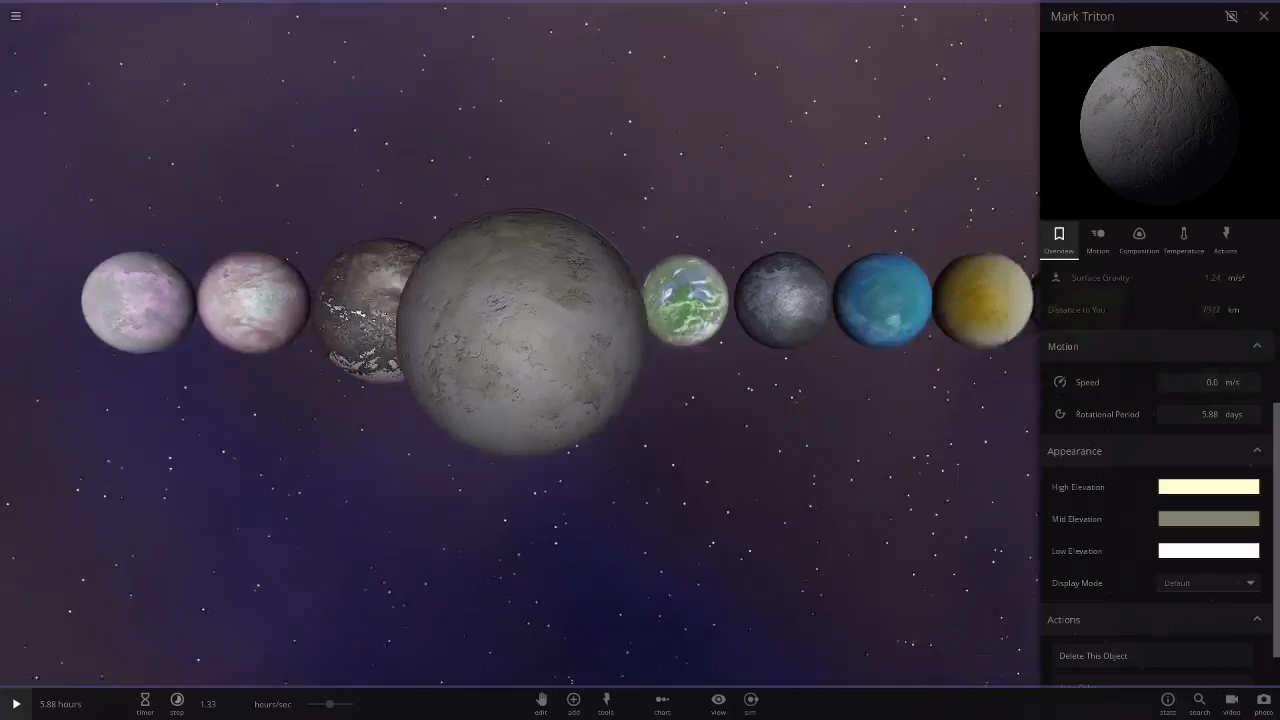 Mark Triton
Overview
Motion
Composition
Temperature
Actions
Surface Gravity 1.24 m/s²
Distance to You 7922 km
Motion
Speed 0.0 m/s
Rotational Period 5.88 days
Appearance
High Elevation
Mid Elevation
Low Elevation
Display Mode Default
Actions
Delete This Object
5.88 hours
timer
step
1.33 hours/sec
edit
add
tools
chart
view
sim
stats
search
video
photo